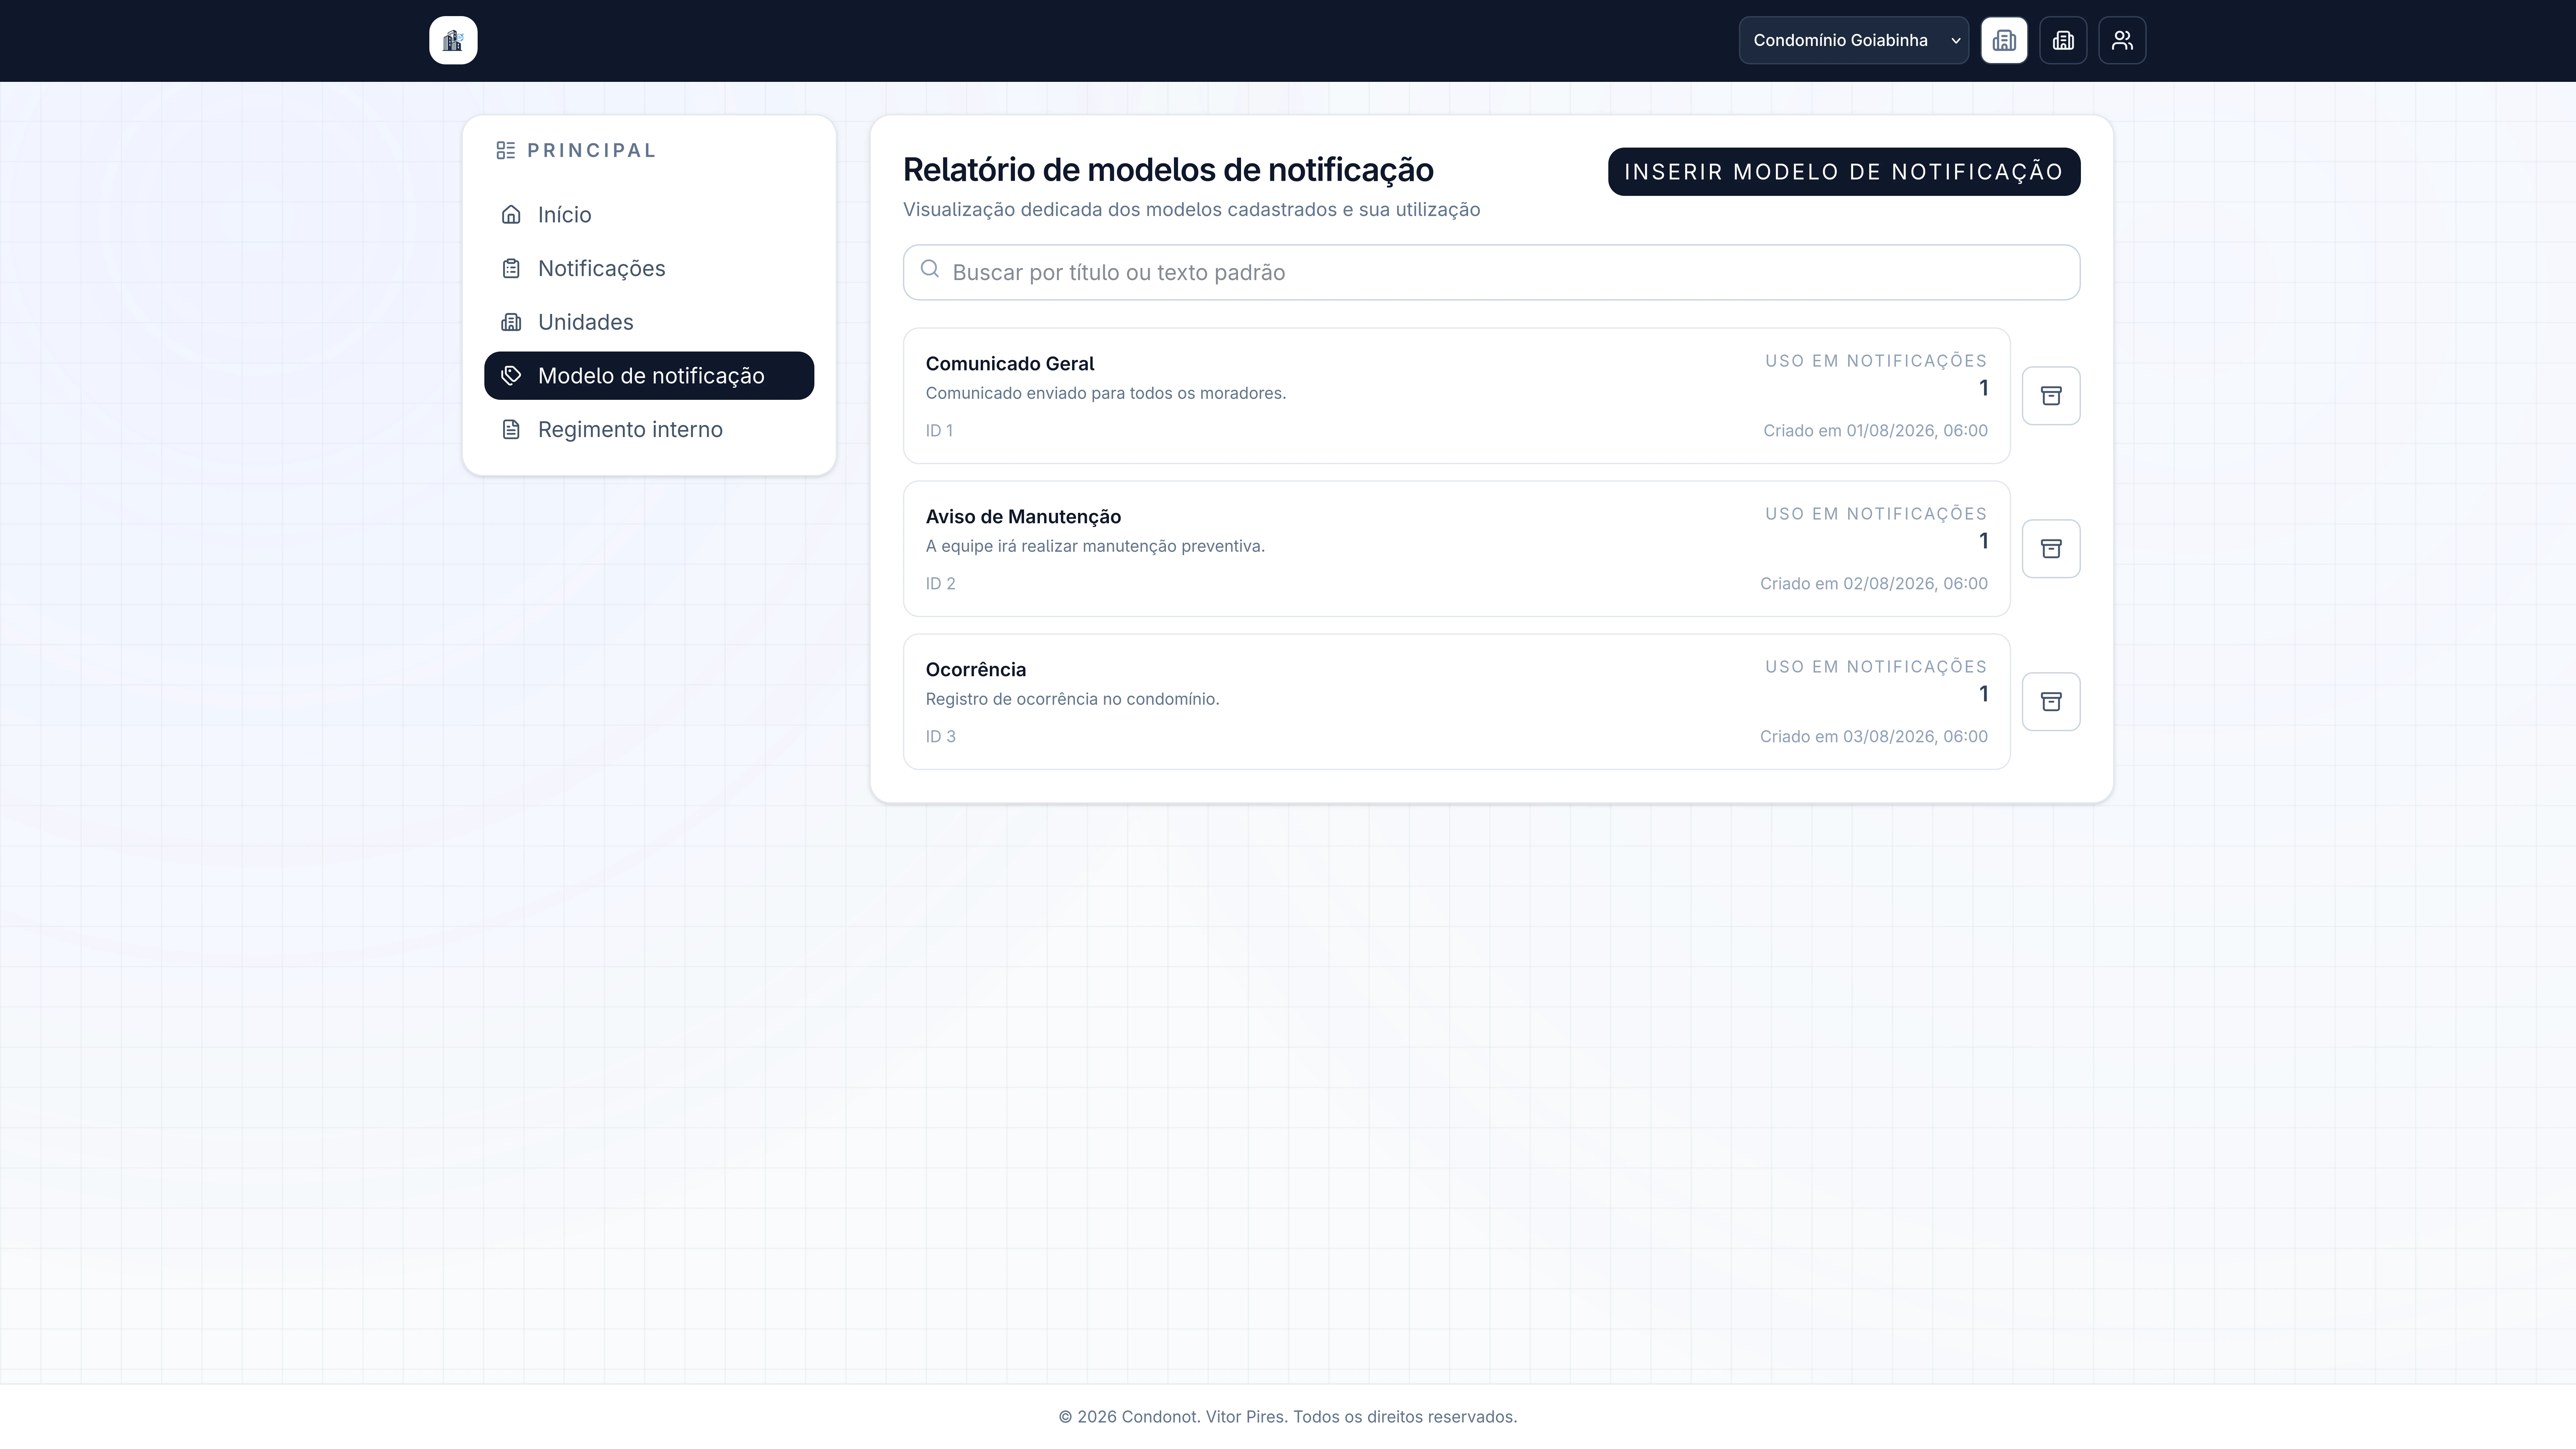 Condomínio Goiabinha
PRINCIPAL
Início
Notificações
Unidades
Modelo de notificação
Regimento interno
Relatório de modelos de notificação
INSERIR MODELO DE NOTIFICAÇÃO
Visualização dedicada dos modelos cadastrados e sua utilização
Buscar por título ou texto padrão
Comunicado Geral
USO EM NOTIFICAÇÕES
Comunicado enviado para todos os moradores.
1
ID 1
Criado em 01/08/2026, 06:00
Aviso de Manutenção
USO EM NOTIFICAÇÕES
A equipe irá realizar manutenção preventiva.
1
ID 2
Criado em 02/08/2026, 06:00
Ocorrência
USO EM NOTIFICAÇÕES
Registro de ocorrência no condomínio.
1
ID 3
Criado em 03/08/2026, 06:00
© 2026 Condonot. Vitor Pires. Todos os direitos reservados.